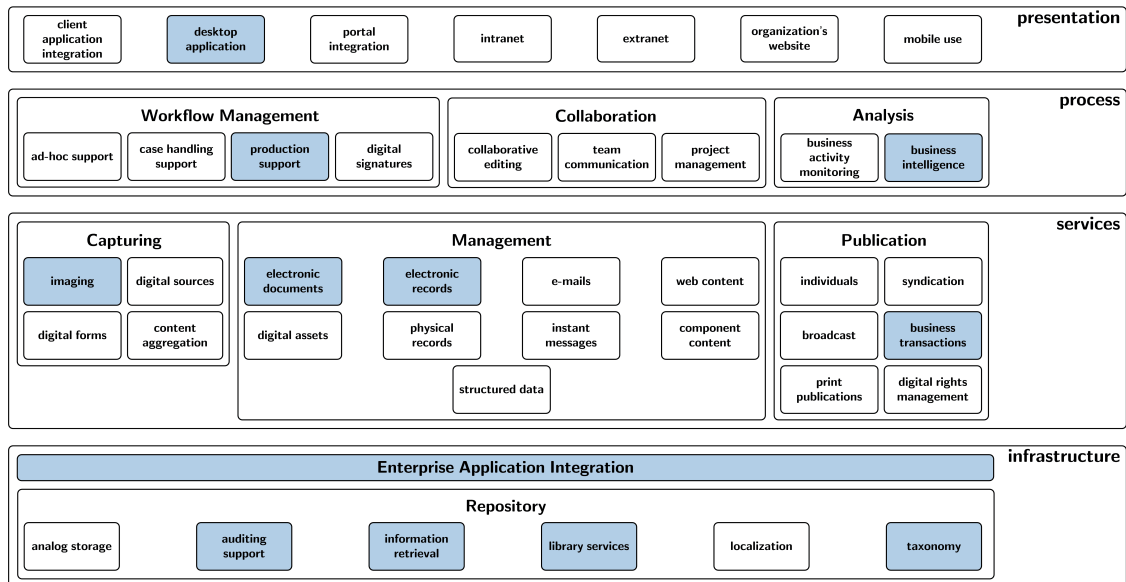 presentation
client
application
integration
desktop
application
portal
integration
intranet
extranet
organization's
website
mobile use
process
Workflow Management
ad-hoc support
case handling
support
production
support
digital
signatures
Collaboration
collaborative
editing
team
communication
project
management
Analysis
business
activity
monitoring
business
intelligence
services
Capturing
imaging
digital sources
digital forms
content
aggregation
Management
electronic
documents
electronic
records
e-mails
web content
digital assets
physical
records
instant
messages
component
content
structured data
Publication
individuals
syndication
broadcast
business
transactions
print
publications
digital rights
management
infrastructure
Enterprise Application Integration
Repository
analog storage
auditing
support
information
retrieval
library services
localization
taxonomy